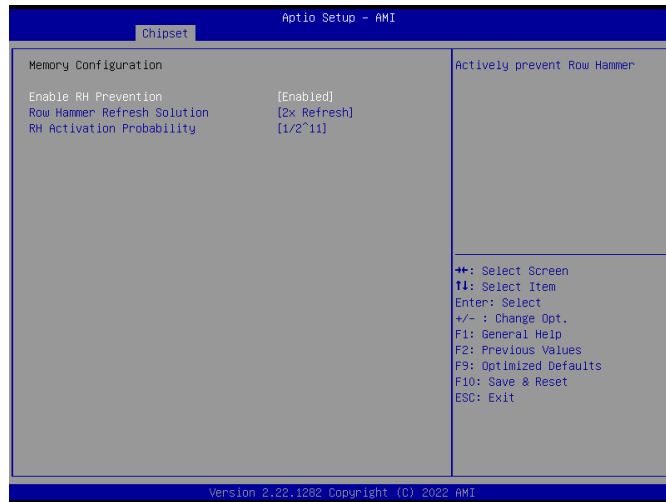 Aptio Setup – AMI
Chipset
Memory Configuration
Actively prevent Row Hammer
Enable RH Prevention [Enabled]
Row Hammer Refresh Solution [2x Refresh]
RH Activation Probability [1/2^11]
→←: Select Screen
↑↓: Select Item
Enter: Select
+/- : Change Opt.
F1: General Help
F2: Previous Values
F9: Optimized Defaults
F10: Save & Reset
ESC: Exit
Version 2.22.1282 Copyright (C) 2022 AMI